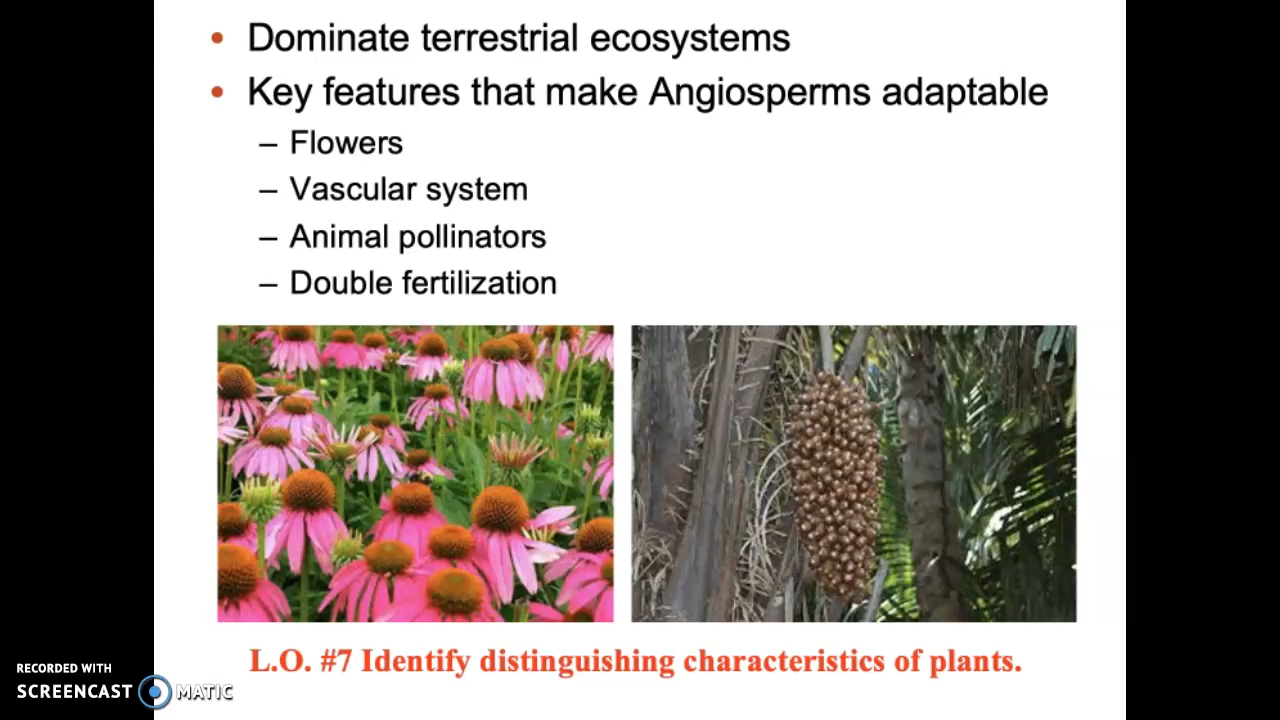 • Dominate terrestrial ecosystems
• Key features that make Angiosperms adaptable
– Flowers
– Vascular system
– Animal pollinators
– Double fertilization
L.O. #7 Identify distinguishing characteristics of plants.
RECORDED WITH
SCREENCAST MATIC